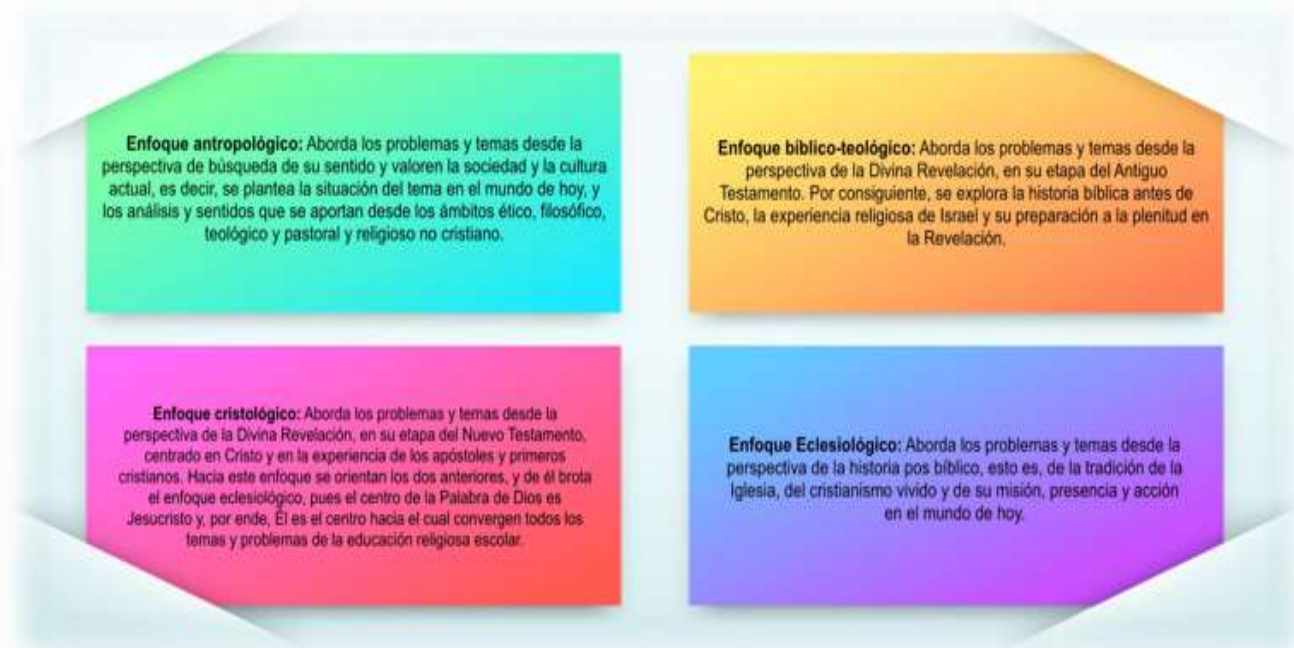 Enfoque antropológico: Aborda los problemas y temas desde la
perspectiva de búsqueda de su sentido y valoren la sociedad y la cultura
actual, es decir, se plantea la situación del tema en el mundo de hoy, y
los análisis y sentidos que se aportan desde los ámbitos ético, filosófico,
teológico y pastoral y religioso no cristiano.
Enfoque bíblico-teológico: Aborda los problemas y temas desde la
perspectiva de la Divina Revelación, en su etapa del Antiguo
Testamento. Por consiguiente, se explora la historia bíblica antes de
Cristo, la experiencia religiosa de Israel y su preparación a la plenitud en
la Revelación.
Enfoque cristológico: Aborda los problemas y temas desde la
perspectiva de la Divina Revelación, en su etapa del Nuevo Testamento,
centrado en Cristo y en la experiencia de los apóstoles y primeros
cristianos. Hacia este enfoque se orientan los dos anteriores, y de él brota
el enfoque eclesiológico, pues el centro de la Palabra de Dios es
Jesucristo y, por ende, Él es el centro hacia el cual convergen todos los
temas y problemas de la educación religiosa escolar.
Enfoque Eclesiológico: Aborda los problemas y temas desde la
perspectiva de la historia pos bíblico, esto es, de la tradición de la
Iglesia, del cristianismo vivido y de su misión, presencia y acción
en el mundo de hoy.